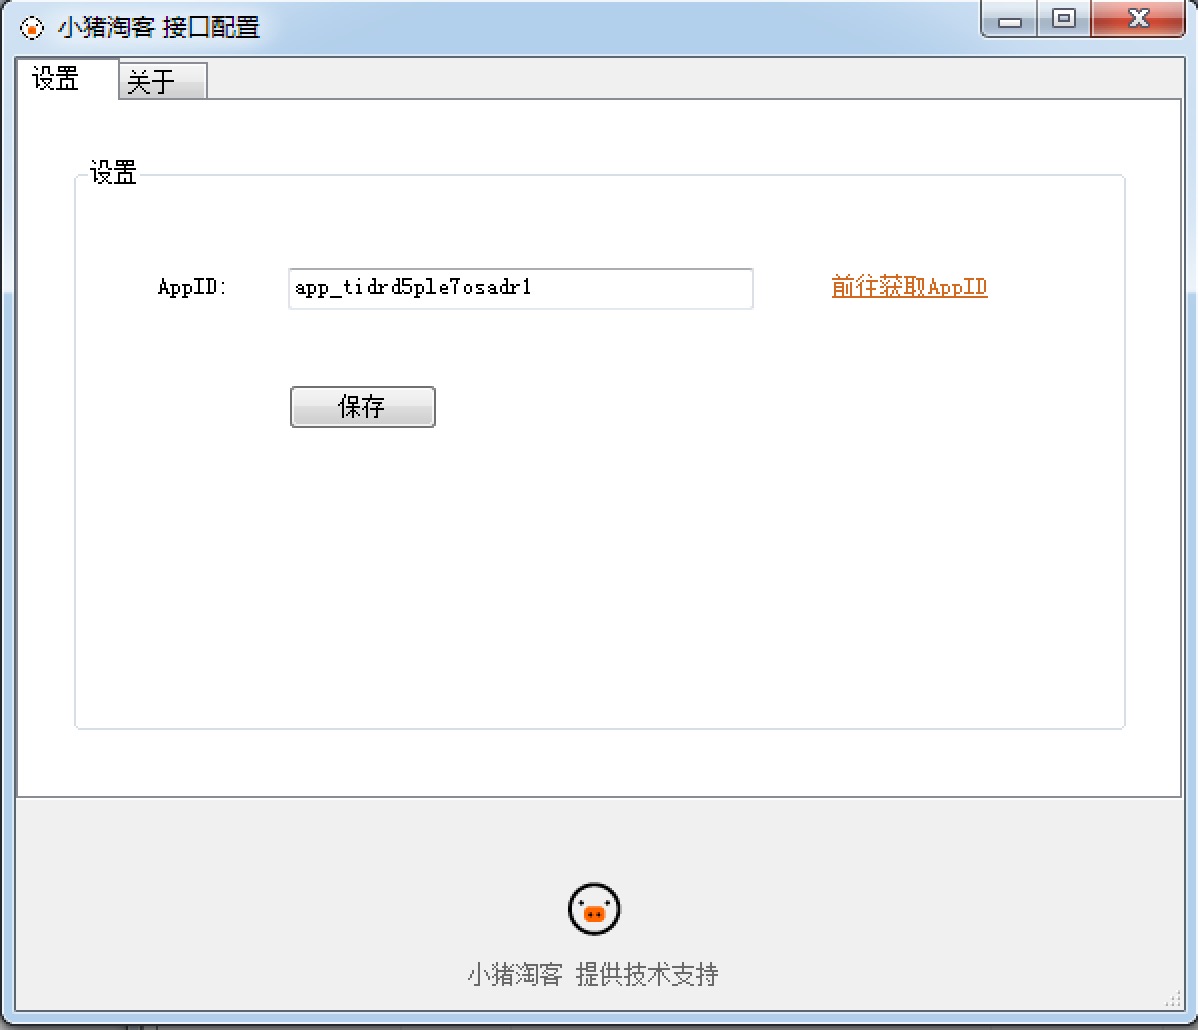 小猪淘客 接口配置
设置
关于
设置
AppID:
app_tidrd5ple7osadr1
前往获取AppID
保存
小猪淘客 提供技术支持